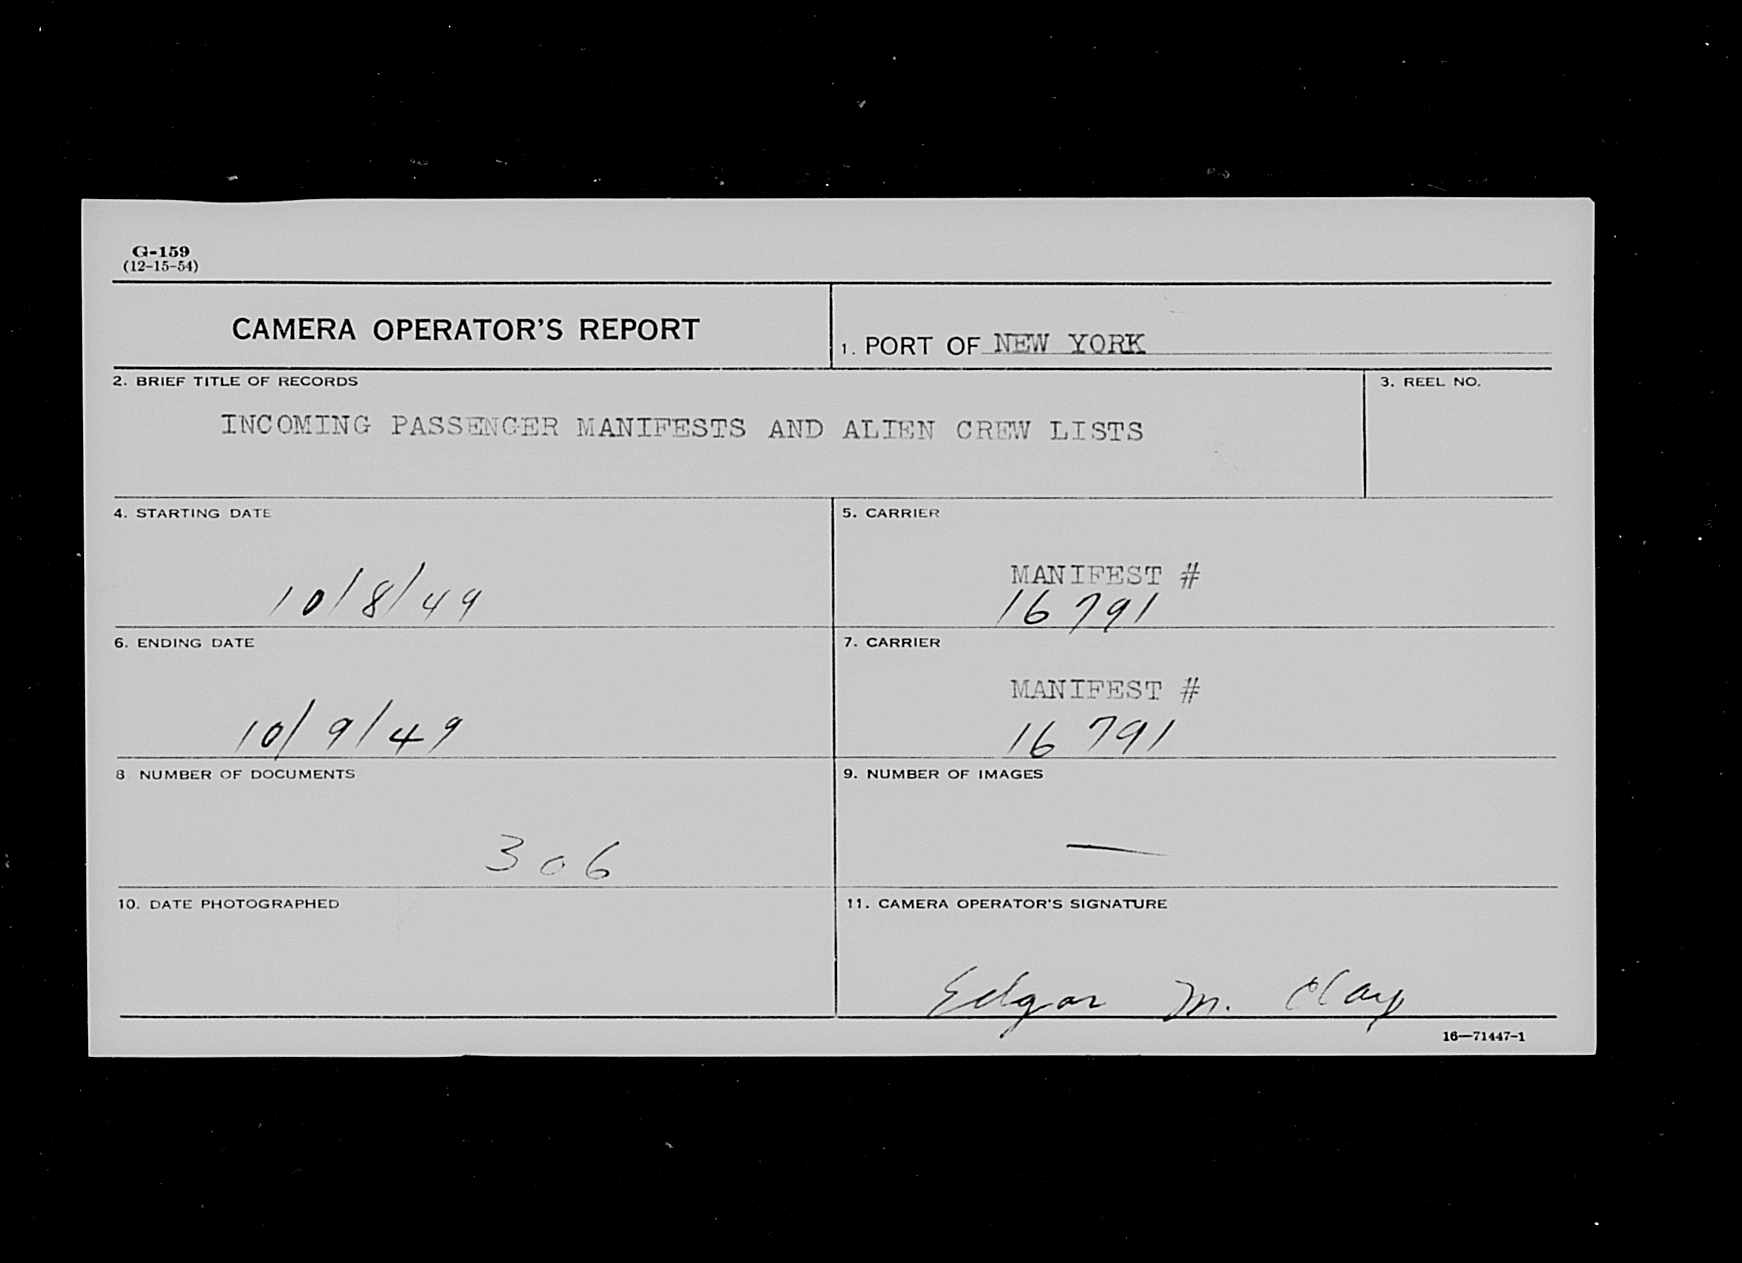 G-159
(12-15-54)
CAMERA OPERATOR'S REPORT
1. PORT OF NEW YORK
2. BRIEF TITLE OF RECORDS
INCOMING PASSENGER MANIFESTS AND ALIEN CREW LISTS
3. REEL NO.
4. STARTING DATE
10/8/49
5. CARRIER
MANIFEST #
16791
6. ENDING DATE
10/9/49
7. CARRIER
MANIFEST #
16791
8 NUMBER OF DOCUMENTS
306
9. NUMBER OF IMAGES
—
10. DATE PHOTOGRAPHED
11. CAMERA OPERATOR'S SIGNATURE
Edgar M. Clay
16—71447-1